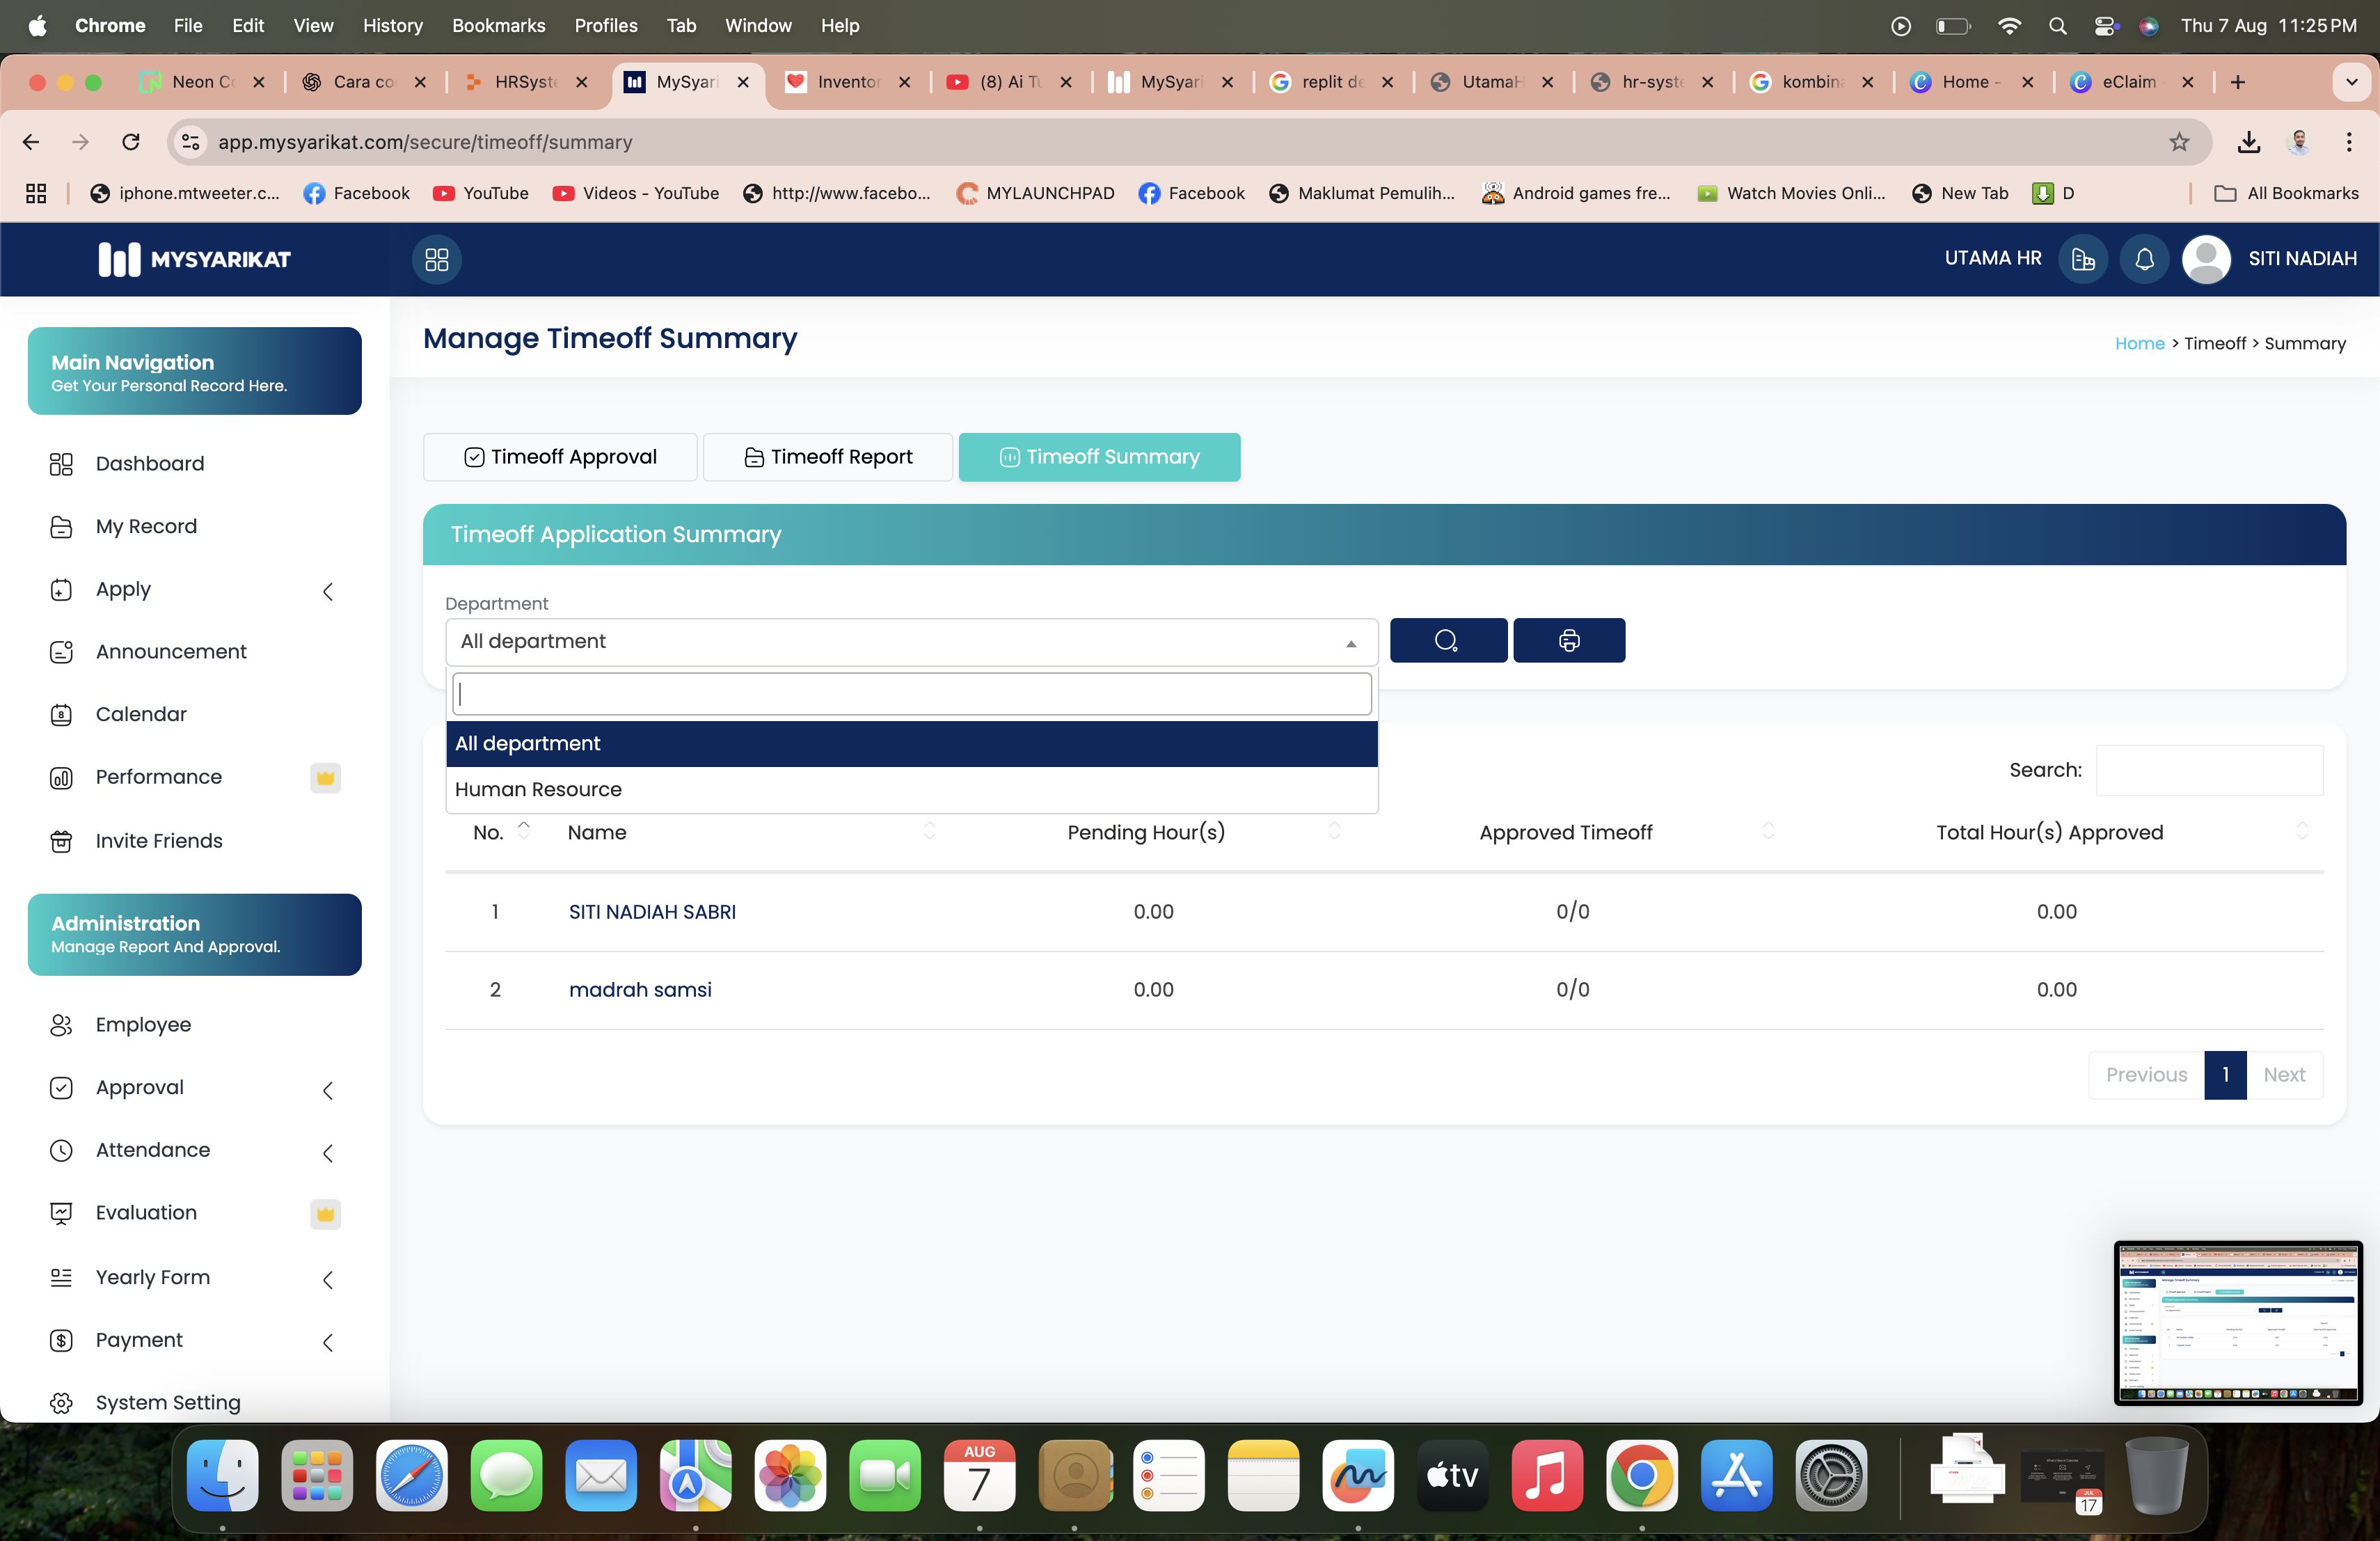 Chrome File Edit View History Bookmarks Profiles Tab Window Help Thu 7 Aug 11:25 PM
Neon Co Cara co HRSyste MySyari Inventor (8) Ai Tu MySyari replit de UtamaH hr-syste kombina Home - eClaim
app.mysyarikat.com/secure/timeoff/summary
iphone.mtweeter.c... Facebook YouTube Videos - YouTube http://www.facebo... MYLAUNCHPAD Facebook Maklumat Pemulih... Android games fre... Watch Movies Onli... New Tab D All Bookmarks
MYSYARIKAT UTAMA HR SITI NADIAH
Main Navigation
Get Your Personal Record Here.
Dashboard
My Record
Apply
Announcement
Calendar
Performance
Invite Friends
Administration
Manage Report And Approval.
Employee
Approval
Attendance
Evaluation
Yearly Form
Payment
System Setting
Manage Timeoff Summary
Home > Timeoff > Summary
Timeoff Approval Timeoff Report Timeoff Summary
Timeoff Application Summary
Department
All department
All department
Human Resource
Search:
No. Name Pending Hour(s) Approved Timeoff Total Hour(s) Approved
1 SITI NADIAH SABRI 0.00 0/0 0.00
2 madrah samsi 0.00 0/0 0.00
Previous 1 Next
AUG
7
tv
JUL
17